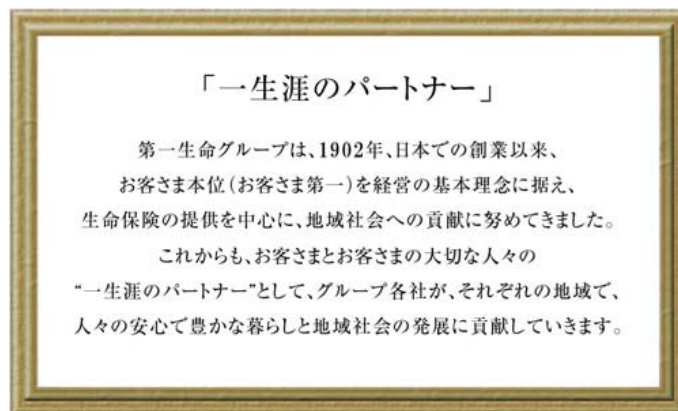 「一生涯のパートナー」
第一生命グループは、1902年、日本での創業以来、
お客さま本位(お客さま第一)を経営の基本理念に据え、
生命保険の提供を中心に、地域社会への貢献に努めてきました。
これからも、お客さまとお客さまの大切な人々の
“一生涯のパートナー”として、グループ各社が、それぞれの地域で、
人々の安心で豊かな暮らしと地域社会の発展に貢献していきます。